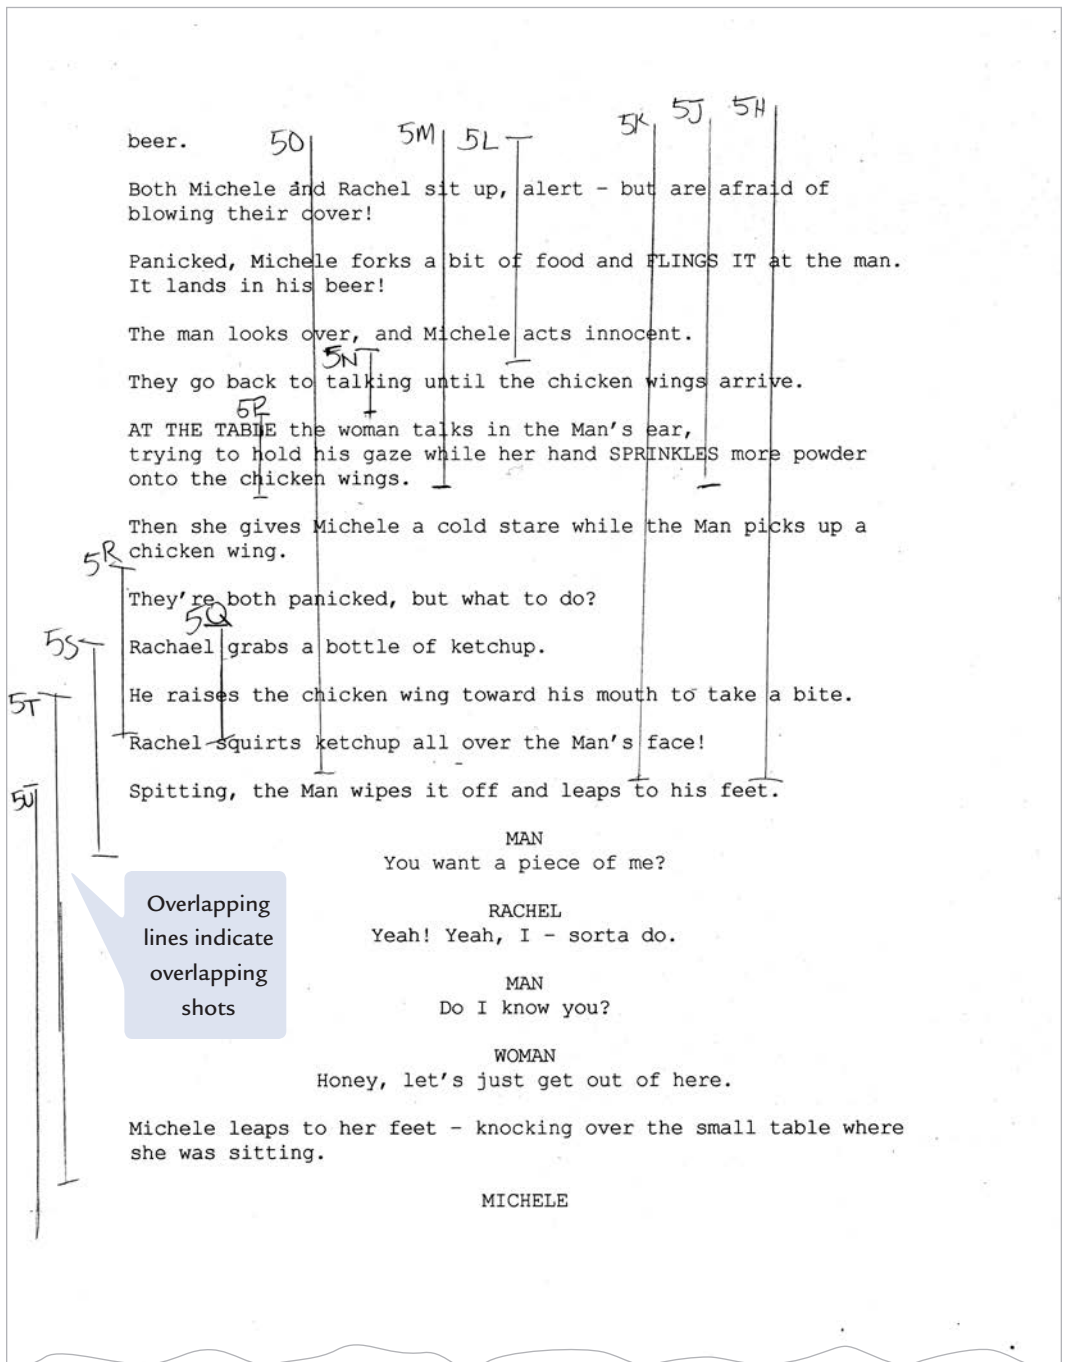 5J 5H
5K
beer. 5O 5M 5L
Both Michele and Rachel sit up, alert - but are afraid of
blowing their cover!
Panicked, Michele forks a bit of food and FLINGS IT at the man.
It lands in his beer!
The man looks over, and Michele acts innocent.
5N
They go back to talking until the chicken wings arrive.
5P
AT THE TABLE the woman talks in the Man's ear,
trying to hold his gaze while her hand SPRINKLES more powder
onto the chicken wings.
Then she gives Michele a cold stare while the Man picks up a
5R chicken wing.
They're both panicked, but what to do?
5Q
5S Rachael grabs a bottle of ketchup.
5T He raises the chicken wing toward his mouth to take a bite.
Rachel squirts ketchup all over the Man's face!
5U Spitting, the Man wipes it off and leaps to his feet.
MAN
You want a piece of me?
Overlapping
lines indicate
overlapping
shots
RACHEL
Yeah! Yeah, I - sorta do.
MAN
Do I know you?
WOMAN
Honey, let's just get out of here.
Michele leaps to her feet - knocking over the small table where
she was sitting.
MICHELE